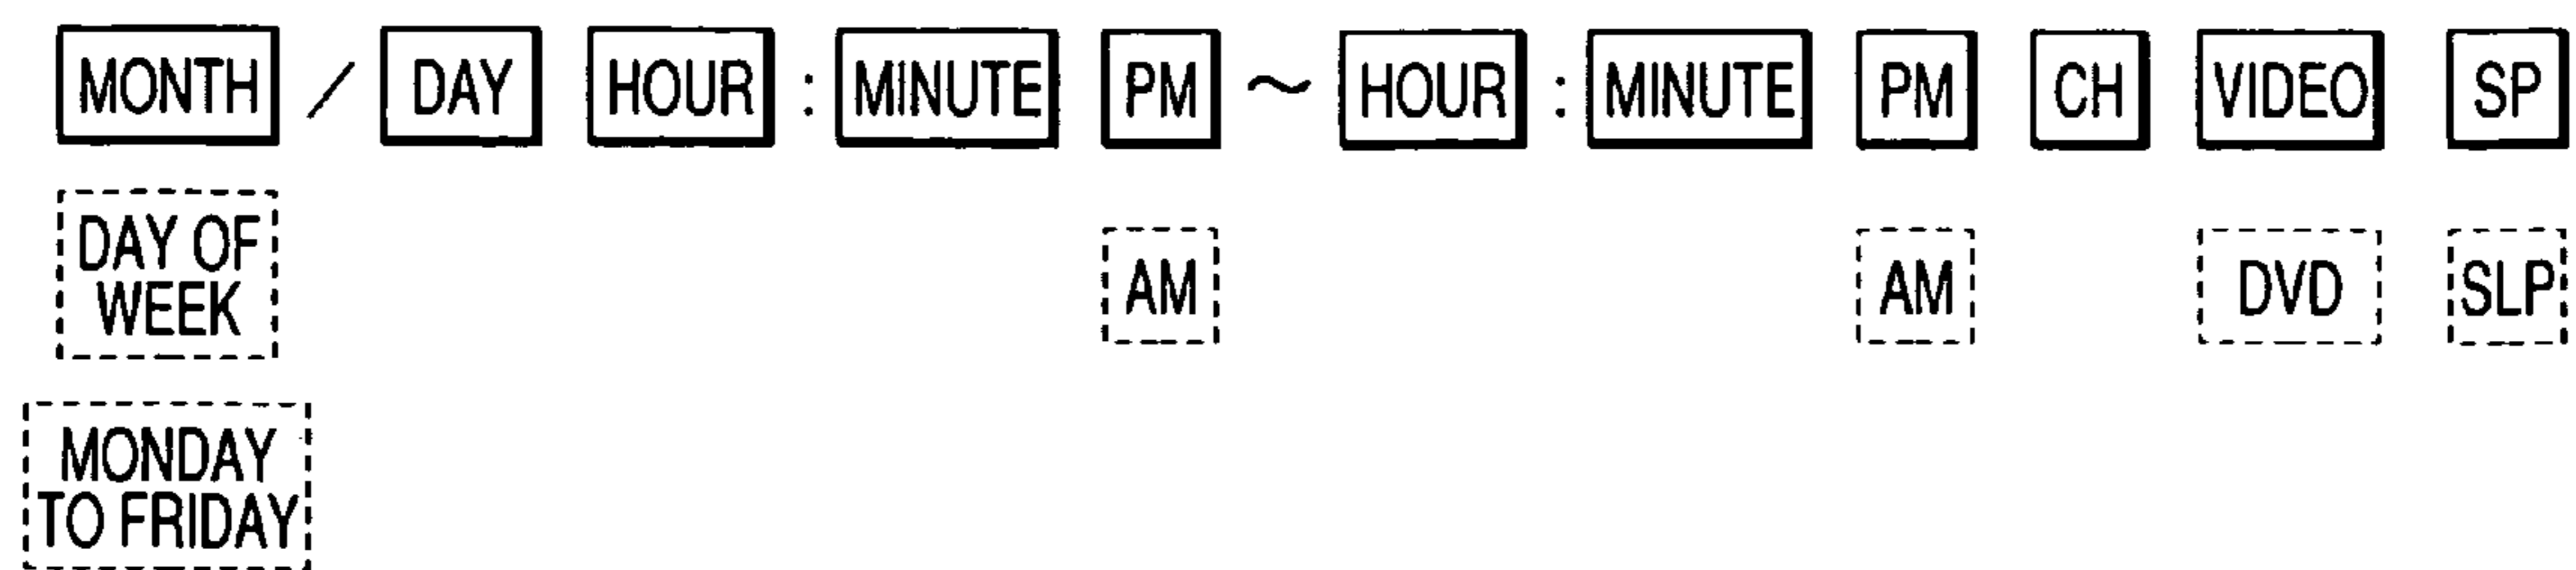 MONTH / DAY HOUR : MINUTE PM ~ HOUR : MINUTE PM CH VIDEO SP
DAY OF
WEEK
AM AM DVD SLP
MONDAY
TO FRIDAY